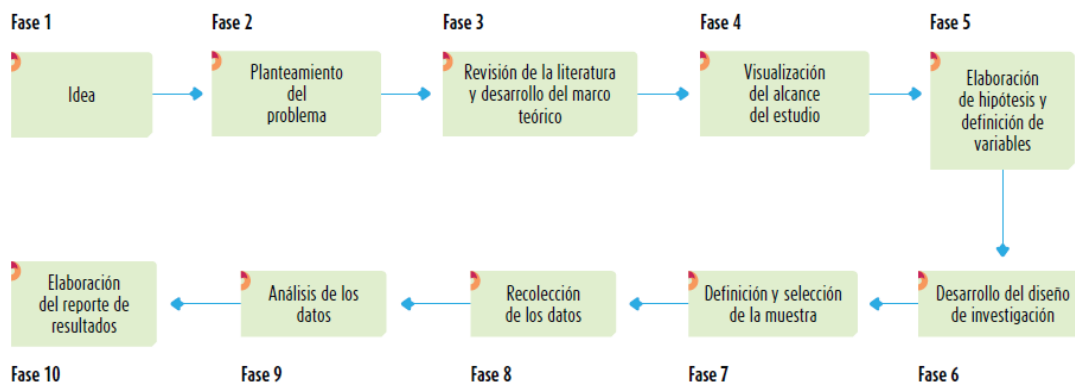 Fase 1
Idea
Fase 2
Planteamiento
del
problema
Fase 3
Revisión de la literatura
y desarrollo del marco
teórico
Fase 4
Visualización
del alcance
del estudio
Fase 5
Elaboración
de hipótesis y
definición de
variables
Desarrollo del diseño
de investigación
Fase 6
Definición y selección
de la muestra
Fase 7
Recolección
de los datos
Fase 8
Análisis de los
datos
Fase 9
Elaboración
del reporte de
resultados
Fase 10